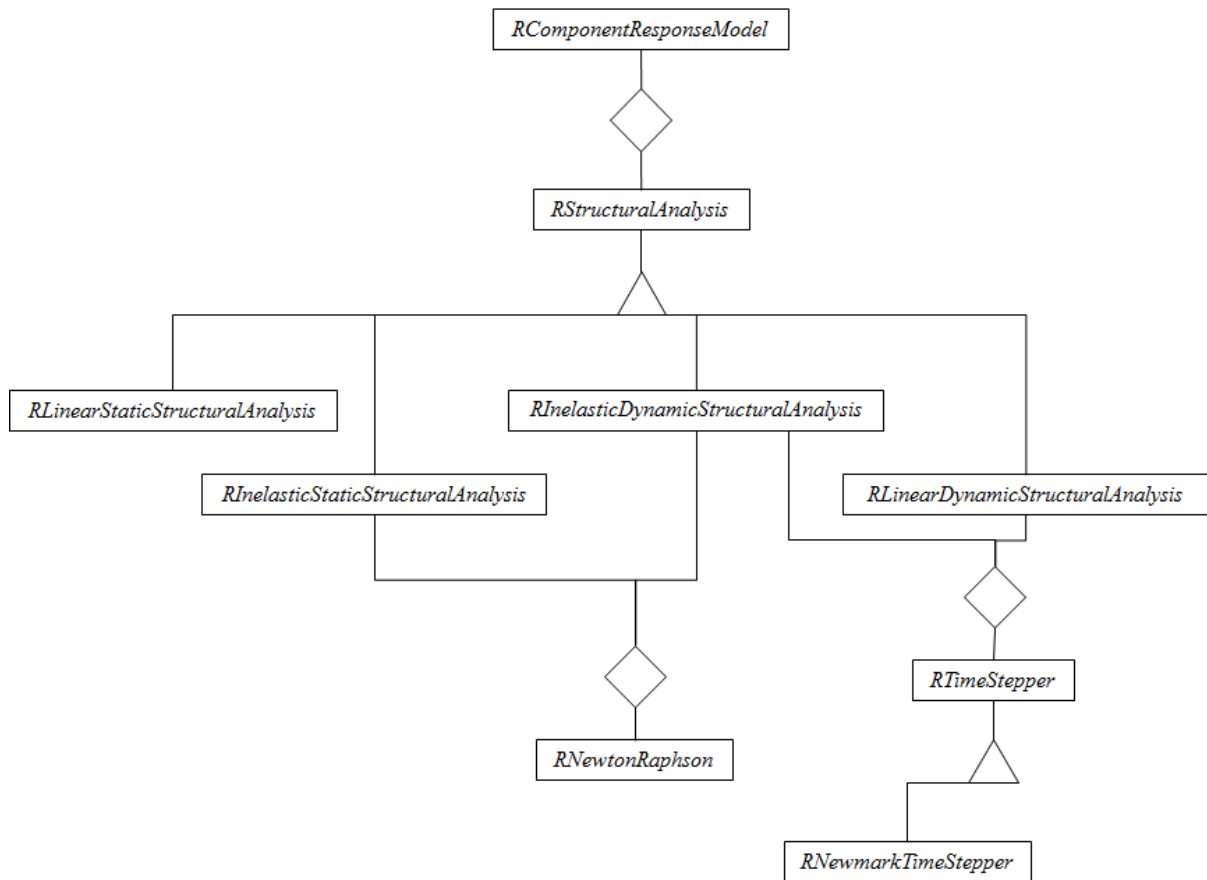 RComponentResponseModel
RStructuralAnalysis
RLinearStaticStructuralAnalysis
RInelasticDynamicStructuralAnalysis
RInelasticStaticStructuralAnalysis
RLinearDynamicStructuralAnalysis
RTimeStepper
RNewtonRaphson
RNewmarkTimeStepper